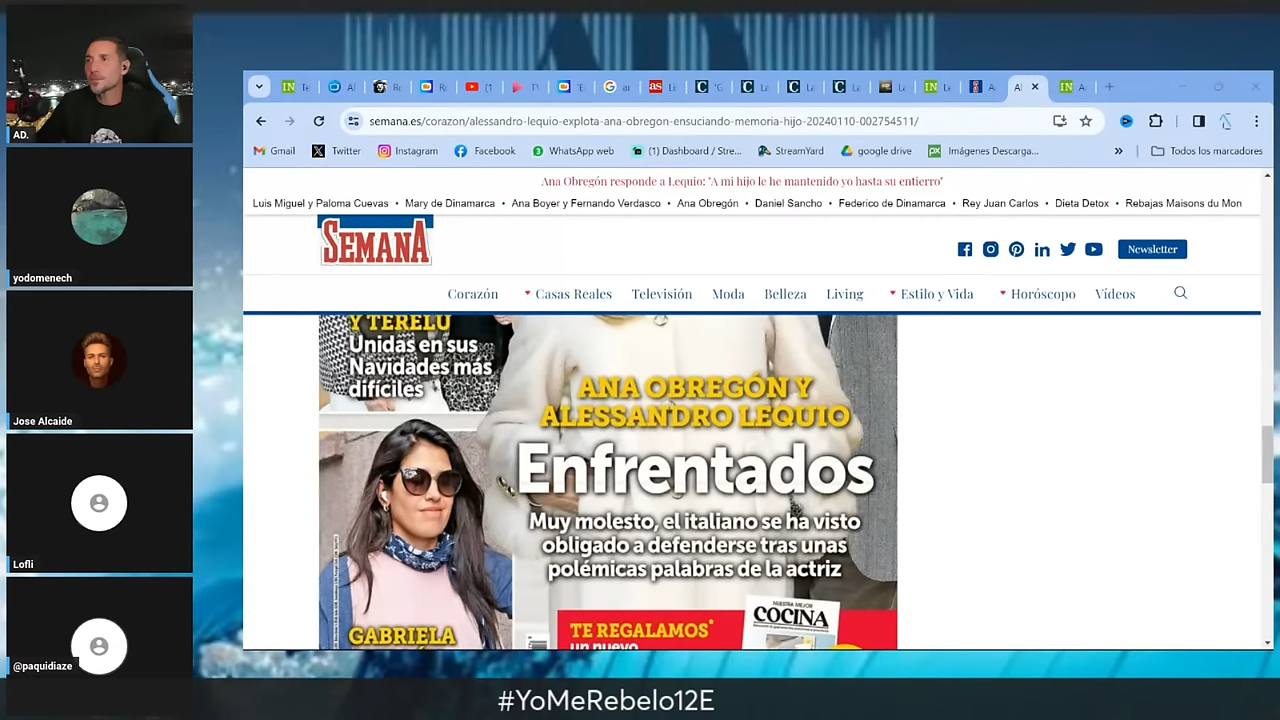 AD.
yodomenech
Jose Alcaide
Lofli
@paquidiaze
semana.es/corazon/alessandro-lequio-explota-ana-obregon-ensuciando-memoria-hijo-20240110-002754511/
Gmail
Twitter
Instagram
Facebook
WhatsApp web
(1) Dashboard / Stre...
StreamYard
google drive
Imágenes Descarga...
»
Todos los marcadores
Ana Obregón responde a Lequio: "A mi hijo le he mantenido yo hasta su entierro"
Luis Miguel y Paloma Cuevas • Mary de Dinamarca • Ana Boyer y Fernando Verdasco • Ana Obregón • Daniel Sancho • Federico de Dinamarca • Rey Juan Carlos • Dieta Detox • Rebajas Maisons du Mon
SEMANA
Newsletter
Corazón Casas Reales Televisión Moda Belleza Living Estilo y Vida Horóscopo Vídeos
Y TERELU
Unidas en sus
Navidades más
difíciles
ANA OBREGÓN Y
ALESSANDRO LEQUIO
Enfrentados
Muy molesto, el italiano se ha visto
obligado a defenderse tras unas
polémicas palabras de la actriz
GABRIELA
TE REGALAMOS*
un nuevo
NUESTRA MEJOR
COCINA
#YoMeRebelo12E